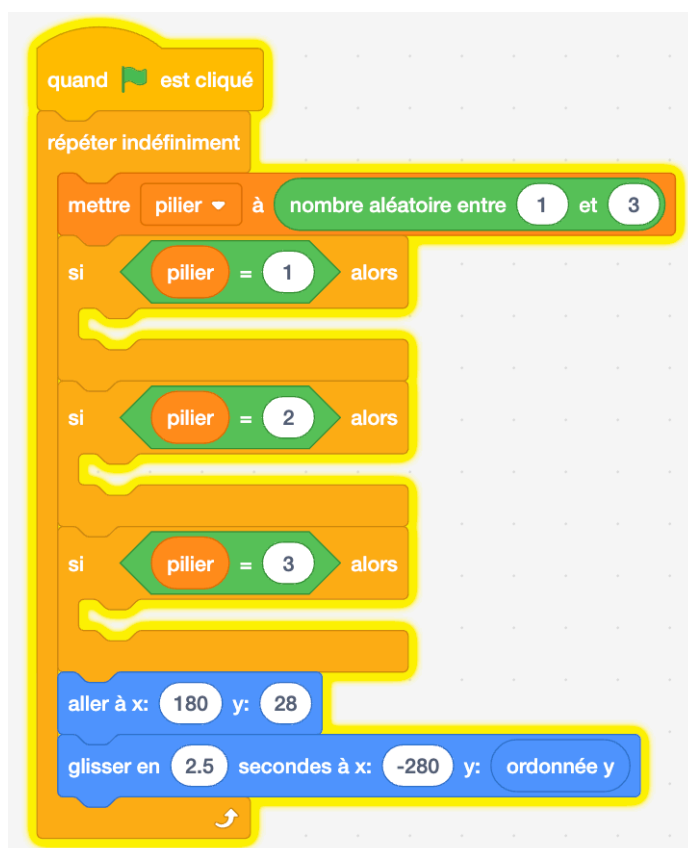 quand est cliqué
répéter indéfiniment
mettre pilier à nombre aléatoire entre 1 et 3
si pilier = 1 alors
si pilier = 2 alors
si pilier = 3 alors
aller à x: 180 y: 28
glisser en 2.5 secondes à x: -280 y: ordonnée y